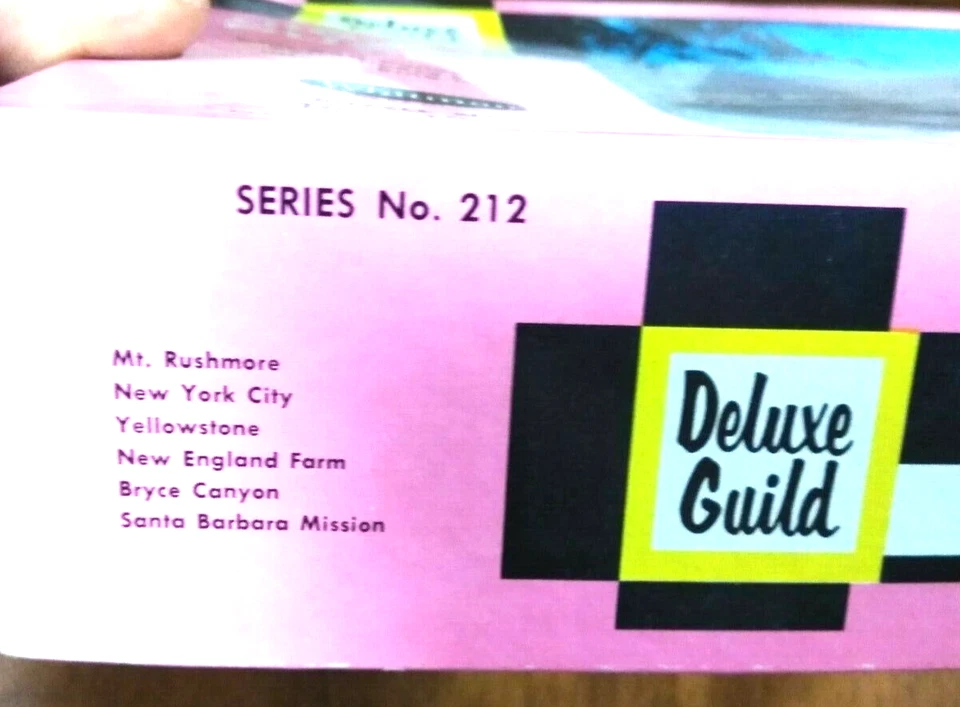 SERIES No. 212
Mt. Rushmore
New York City
Yellowstone
New England Farm
Bryce Canyon
Santa Barbara Mission
Deluxe
Guild